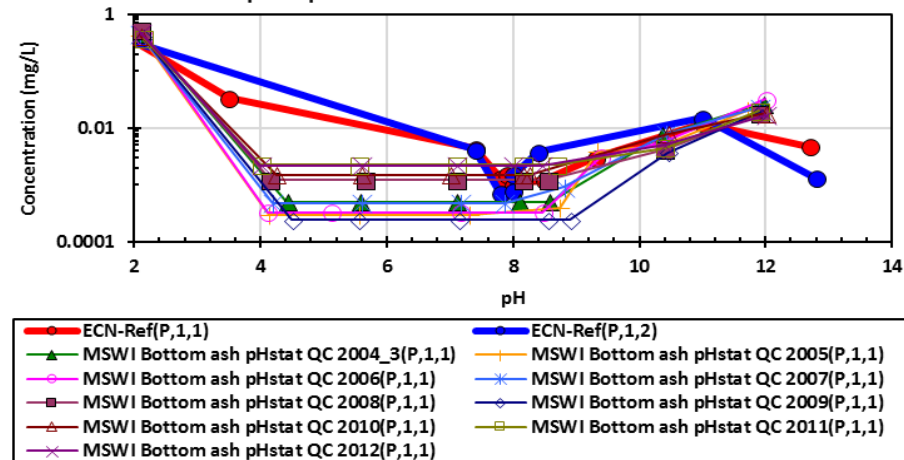 1
0.01
0.0001
Concentration (mg/L)
2 4 6 8 10 12 14
pH
ECN-Ref(P,1,1) ECN-Ref(P,1,2)
MSWI Bottom ash pHstat QC 2004_3(P,1,1) MSWI Bottom ash pHstat QC 2005(P,1,1)
MSWI Bottom ash pHstat QC 2006(P,1,1) MSWI Bottom ash pHstat QC 2007(P,1,1)
MSWI Bottom ash pHstat QC 2008(P,1,1) MSWI Bottom ash pHstat QC 2009(P,1,1)
MSWI Bottom ash pHstat QC 2010(P,1,1) MSWI Bottom ash pHstat QC 2011(P,1,1)
MSWI Bottom ash pHstat QC 2012(P,1,1)